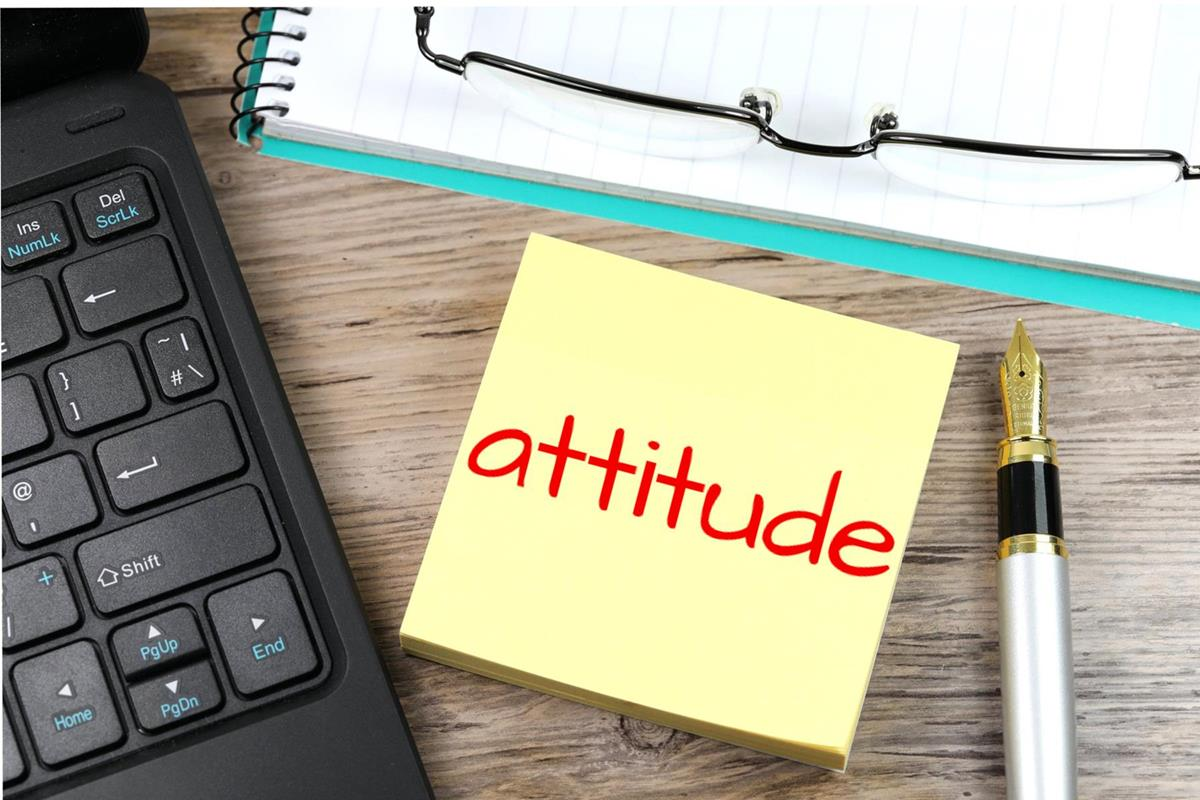 Ins
NumLk
Del
ScrLk
←
~ |
# \
}
]
@
,
+
/
Shift
PgUp
PgDn
End
Home
attitude